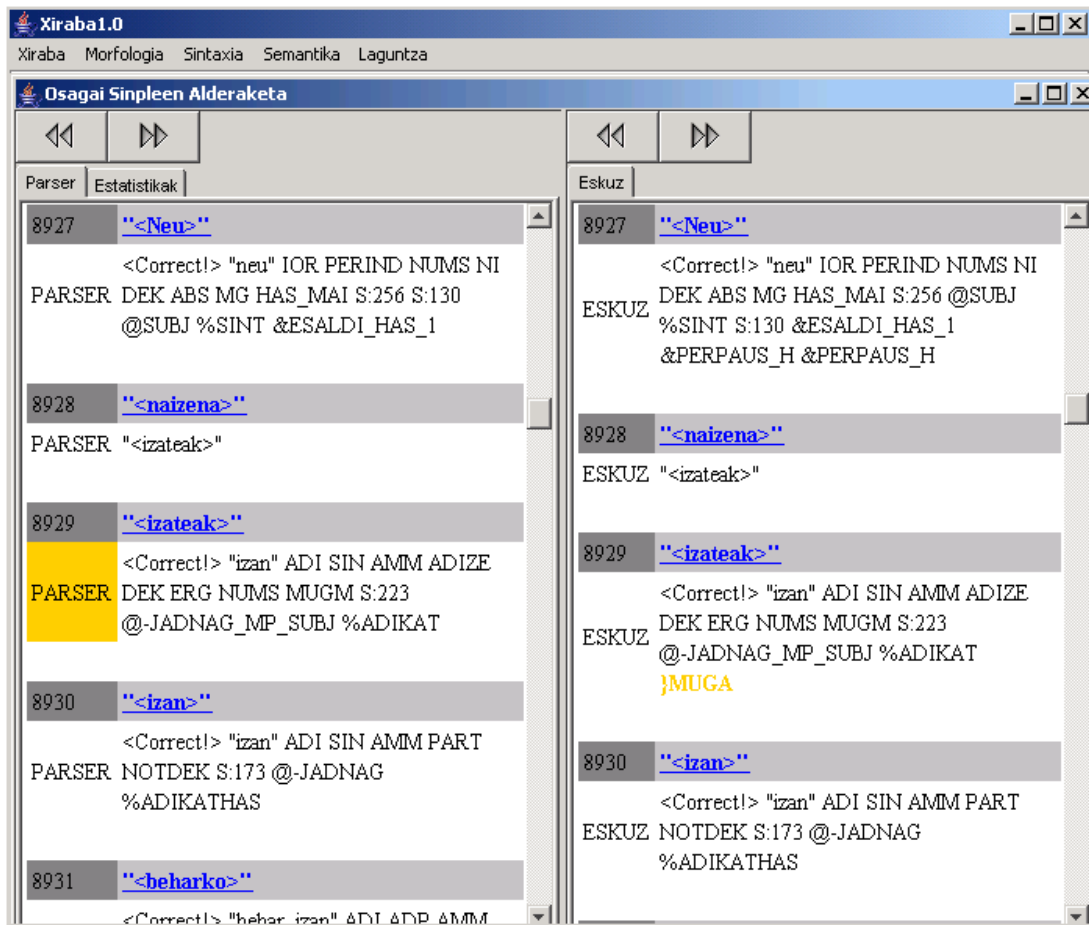 Xiraba1.0
Xiraba Morfologia Sintaxia Semantika Laguntza
Osagai Sinpleen Alderaketa
Parser Estatistikak
8927 "<Neu>"
<Correct!> "neu" IOR PERIND NUMS NI
PARSER DEK ABS MG HAS_MAI S:256 S:130
@SUBJ %SINT &ESALDI_HAS_1
8928 "<naizena>"
PARSER "<izateak>"
8929 "<izateak>"
<Correct!> "izan" ADI SIN AMM ADIZE
PARSER DEK ERG NUMS MUGM S:223
@-JADNAG_MP_SUBJ %ADIKAT
8930 "<izan>"
<Correct!> "izan" ADI SIN AMM PART
PARSER NOTDEK S:173 @-JADNAG
%ADIKATHAS
8931 "<beharko>"
<Correct!> "behar_izan" ADI ADP AMM
Eskuz
8927 "<Neu>"
<Correct!> "neu" IOR PERIND NUMS NI
DEK ABS MG HAS_MAI S:256 @SUBJ
ESKUZ
%SINT S:130 &ESALDI_HAS_1
&PERPAUS_H &PERPAUS_H
8928 "<naizena>"
ESKUZ "<izateak>"
8929 "<izateak>"
<Correct!> "izan" ADI SIN AMM ADIZE
DEK ERG NUMS MUGM S:223
ESKUZ
@-JADNAG_MP_SUBJ %ADIKAT
}MUGA
8930 "<izan>"
<Correct!> "izan" ADI SIN AMM PART
ESKUZ NOTDEK S:173 @-JADNAG
%ADIKATHAS